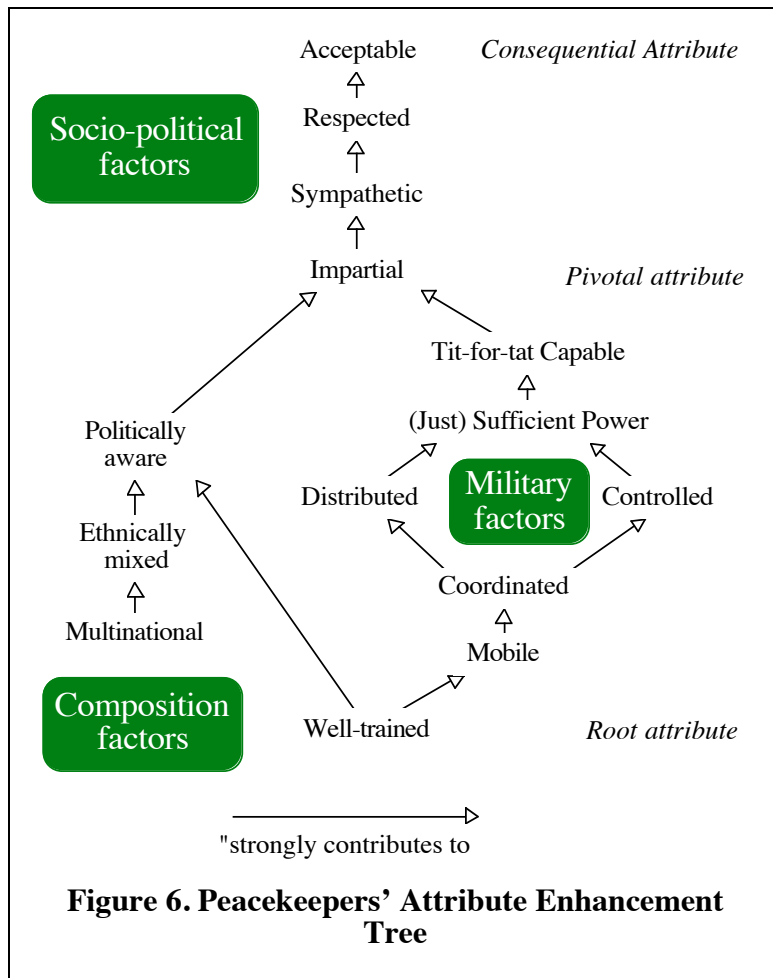 Acceptable
Consequential Attribute
Socio-political
factors
Respected
Sympathetic
Impartial
Pivotal attribute
Tit-for-tat Capable
(Just) Sufficient Power
Politically
aware
Distributed
Military
factors
Controlled
Ethnically
mixed
Coordinated
Multinational
Mobile
Composition
factors
Well-trained
Root attribute
"strongly contributes to
Figure 6. Peacekeepers’ Attribute Enhancement
Tree